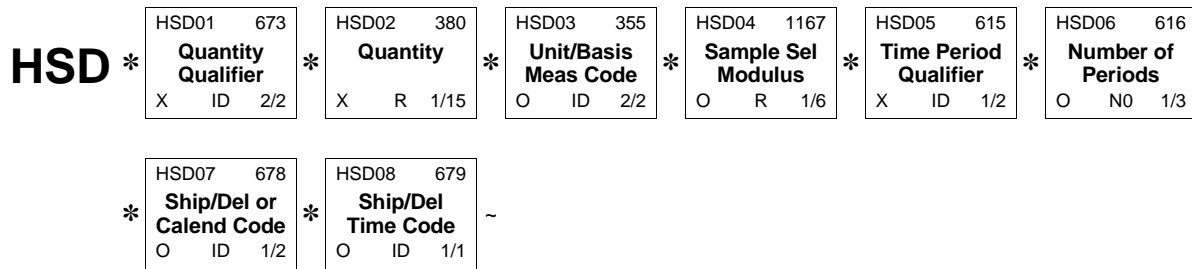 HSD * HSD01 673 * HSD02 380 * HSD03 355 * HSD04 1167 * HSD05 615 * HSD06 616
Quantity Qualifier Quantity Unit/Basis Meas Code Sample Sel Modulus Time Period Qualifier Number of Periods
X ID 2/2 X R 1/15 O ID 2/2 O R 1/6 X ID 1/2 O N0 1/3
* HSD07 678 * HSD08 679 ~
Ship/Del or Ship/Del
Calend Code Time Code
O ID 1/2 O ID 1/1